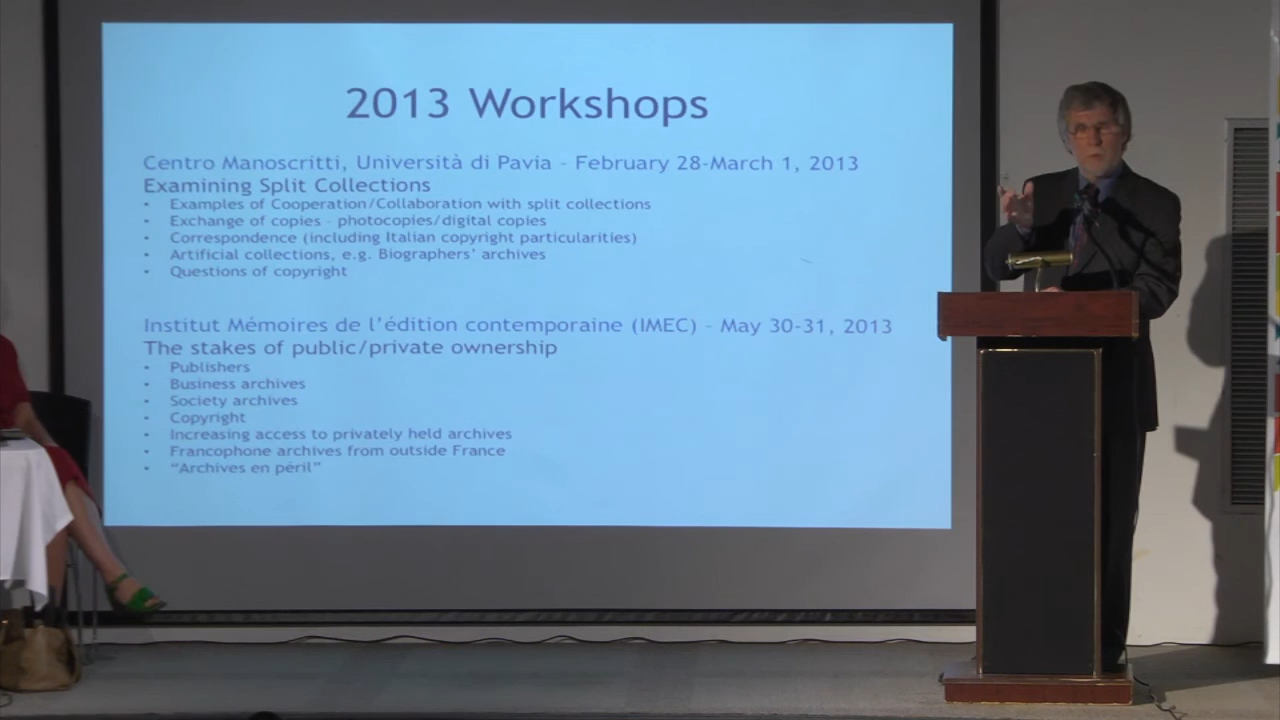 2013 Workshops
Centro Manoscritti, Università di Pavia - February 28-March 1, 2013
Examining Split Collections
• Examples of Cooperation/Collaboration with split collections
• Exchange of copies - photocopies/digital copies
• Correspondence (including Italian copyright particularities)
• Artificial collections, e.g. Biographers' archives
• Questions of copyright
Institut Mémoires de l'édition contemporaine (IMEC) - May 30-31, 2013
The stakes of public/private ownership
• Publishers
• Business archives
• Society archives
• Copyright
• Increasing access to privately held archives
• Francophone archives from outside France
• "Archives en péril"